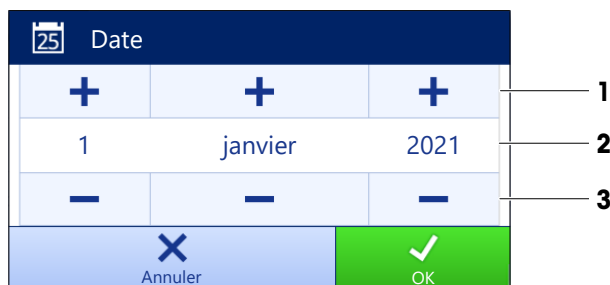 25 Date
+ + + 1
1 janvier 2021 2
− − − 3
Annuler OK